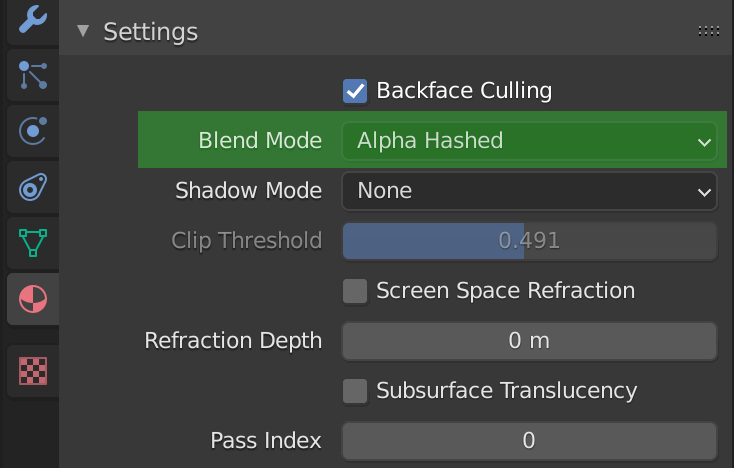 Settings
Backface Culling
Blend Mode Alpha Hashed
Shadow Mode None
Clip Threshold 0.491
Screen Space Refraction
Refraction Depth 0 m
Subsurface Translucency
Pass Index 0